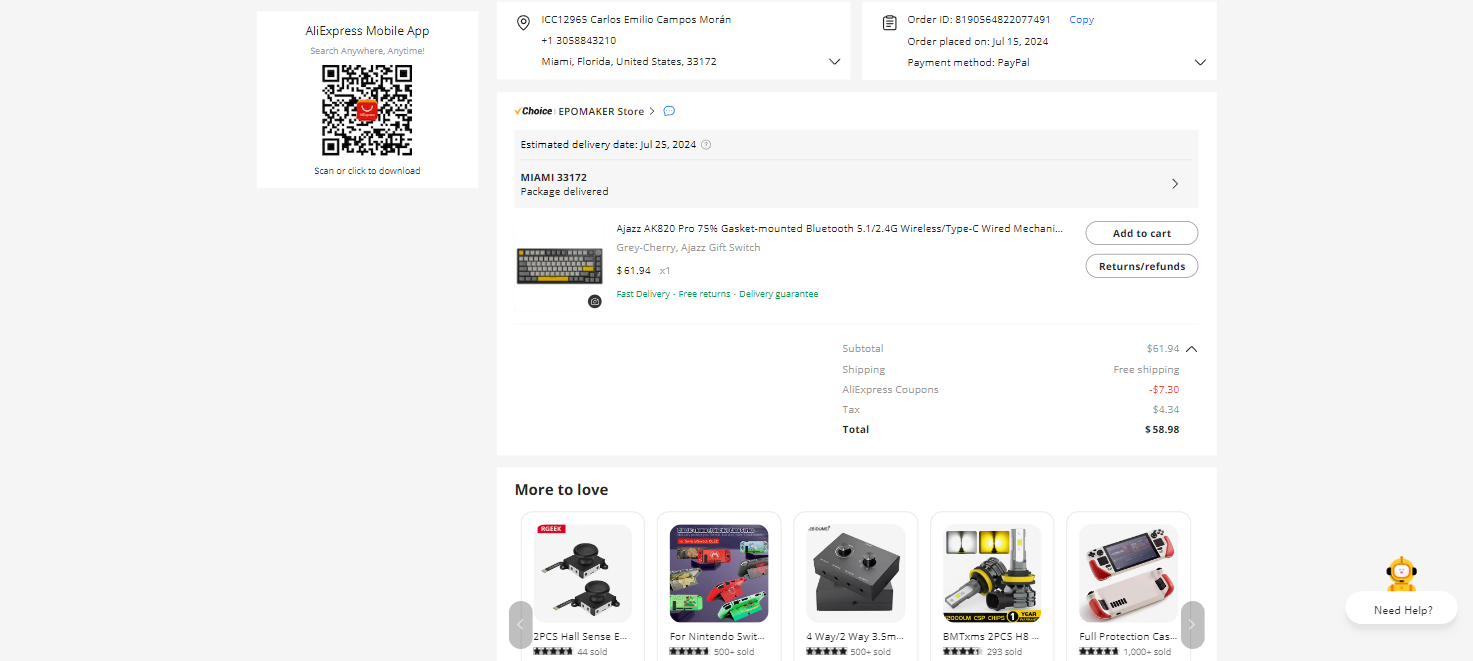 AliExpress Mobile App
Search Anywhere, Anytime!
AliExpress
Scan or click to download
ICC12965 Carlos Emilio Campos Morán
+1 3058843210
Miami, Florida, United States, 33172
Order ID: 8190564822077491 Copy
Order placed on: Jul 15, 2024
Payment method: PayPal
Choice EPOMAKER Store
Estimated delivery date: Jul 25, 2024
MIAMI 33172
Package delivered
Ajazz AK820 Pro 75% Gasket-mounted Bluetooth 5.1/2.4G Wireless/Type-C Wired Mechani...
Grey-Cherry, Ajazz Gift Switch
$61.94 x1
Fast Delivery · Free returns · Delivery guarantee
Add to cart
Returns/refunds
Subtotal $61.94
Shipping Free shipping
AliExpress Coupons -$7.30
Tax $4.34
Total $58.98
More to love
RGEEK
2PCS Hall Sense E...
44 sold
For Nintendo Swit...
500+ sold
4 Way/2 Way 3.5m...
500+ sold
20000LM CSP CHIPS 1 YEAR
BMTxms 2PCS H8 ...
293 sold
Full Protection Cas...
1,000+ sold
Need Help?